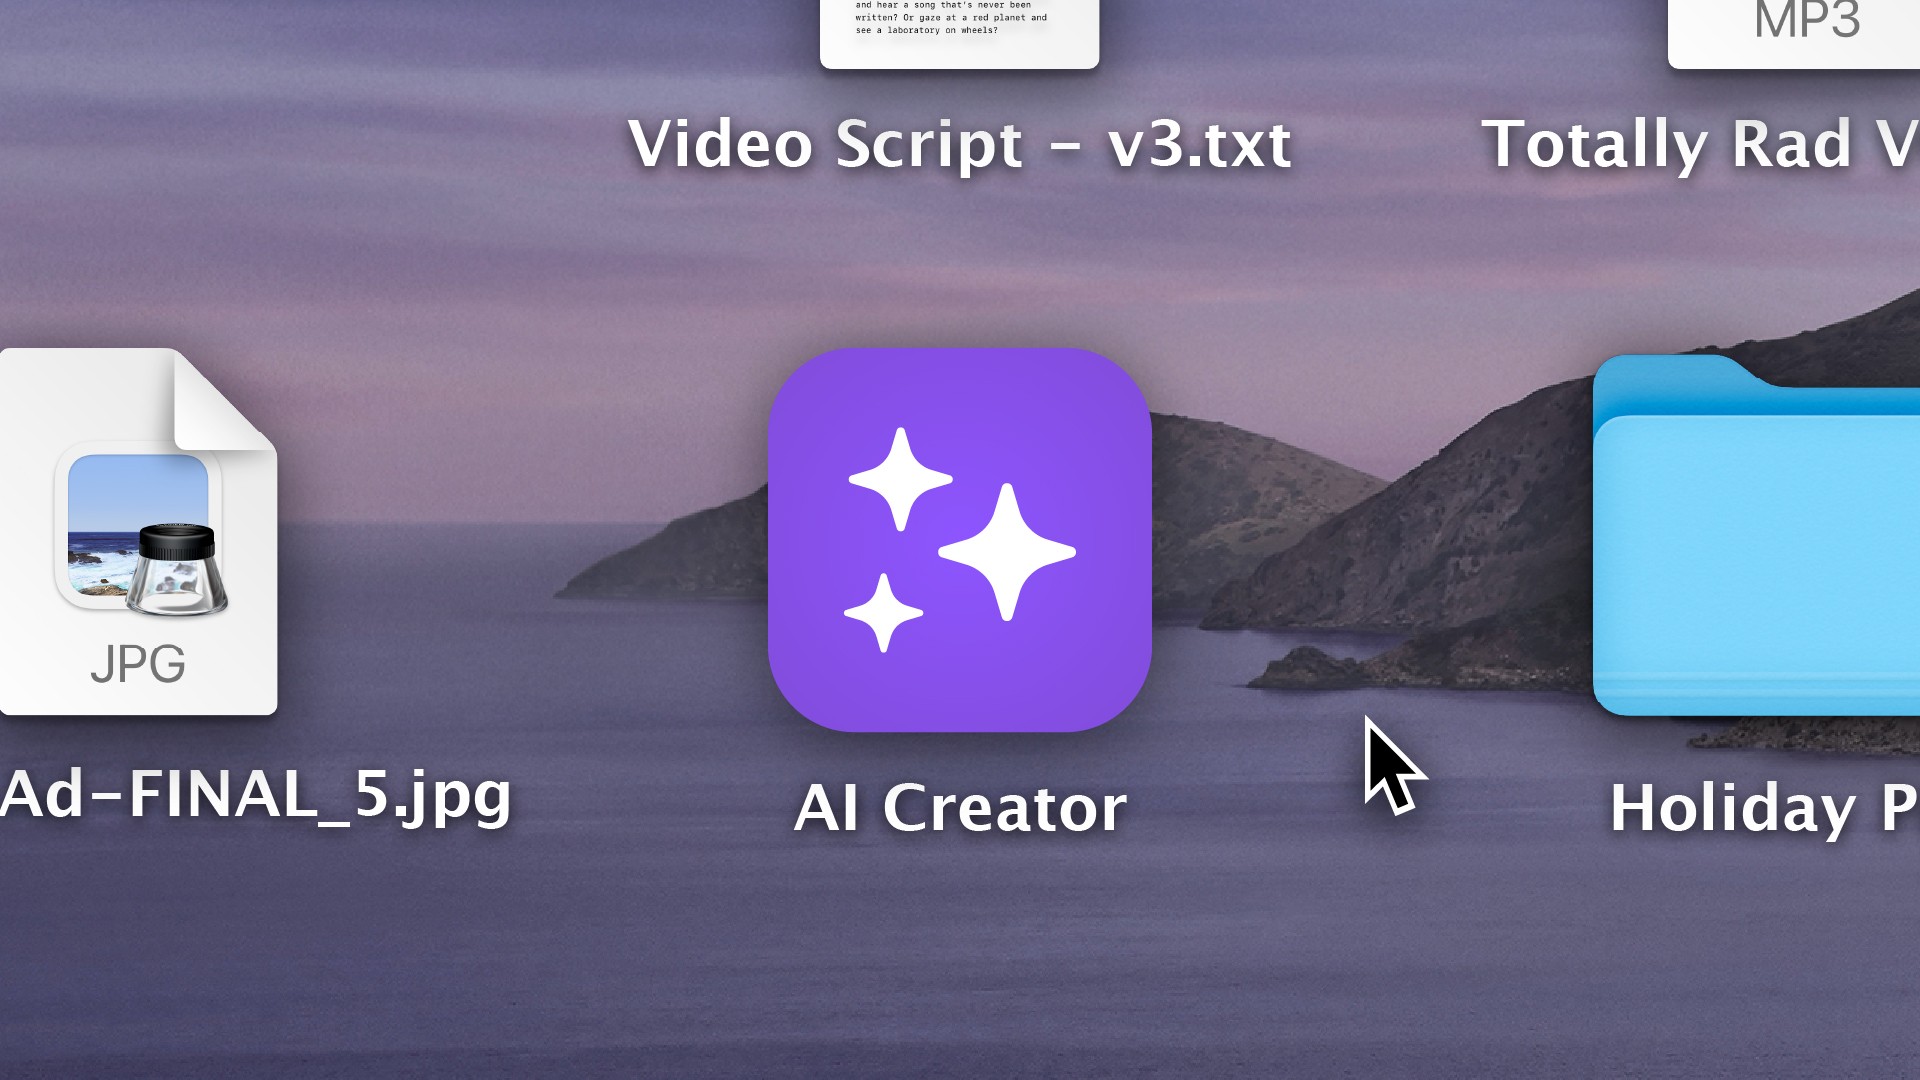 and hear a song that's never been
written? Or gaze at a red planet and
see a laboratory on wheels?
MP3
Video Script - v3.txt
Totally Rad V
JPG
Ad-FINAL_5.jpg
AI Creator
Holiday P